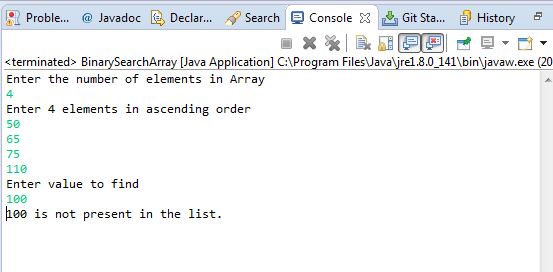 Proble... @ Javadoc Declar... Search Console Git Sta... History
<terminated> BinarySearchArray [Java Application] C:\Program Files\Java\jre1.8.0_141\bin\javaw.exe (20
Enter the number of elements in Array
4
Enter 4 elements in ascending order
50
65
75
110
Enter value to find
100
100 is not present in the list.